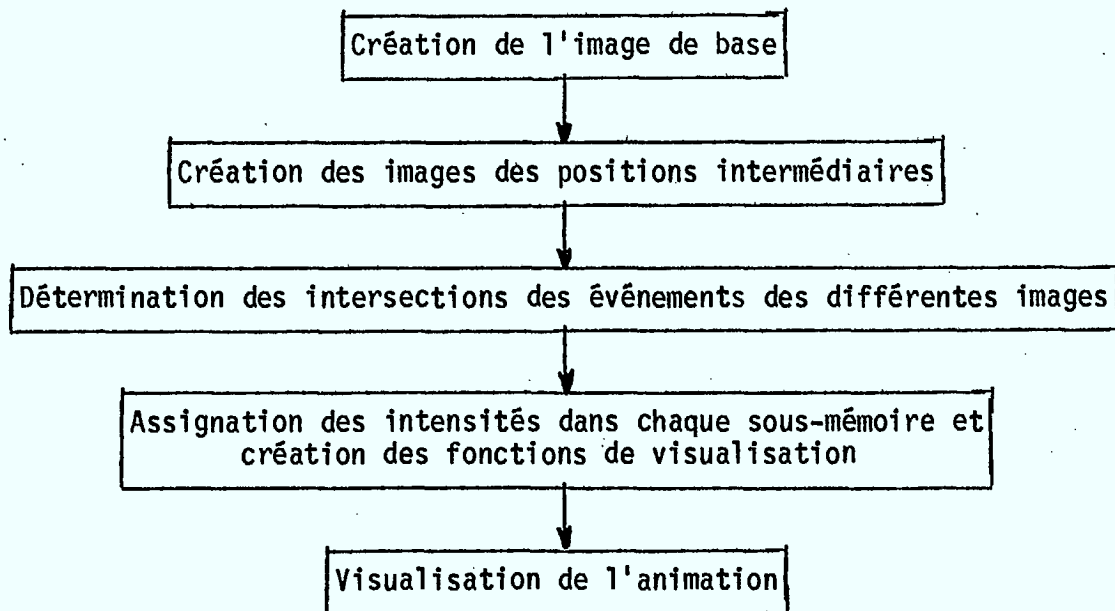 Création de l'image de base
Création des images des positions intermédiaires
Détermination des intersections des événements des différentes images
Assignation des intensités dans chaque sous-mémoire et
création des fonctions de visualisation
Visualisation de l'animation